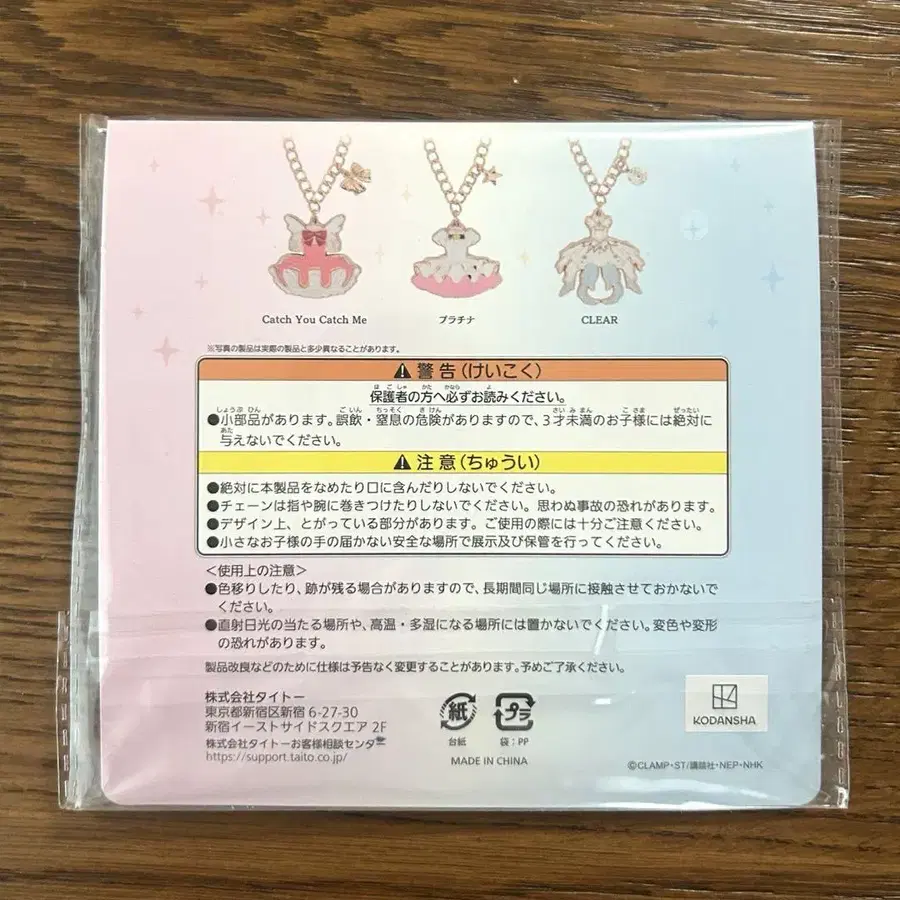 Catch You Catch Me
プラチナ
CLEAR
※写真の製品は実際の製品と多少異なることがあります。
警告(けいこく)
保護者の方へ必ずお読みください。
●小部品があります。誤飲・窒息の危険がありますので、3才未満のお子様には絶対に
与えないでください。
注意(ちゅうい)
●絶対に本製品をなめたり口に含んだりしないでください。
●チェーンは指や腕に巻きつけたりしないでください。思わぬ事故の恐れがあります。
●デザイン上、とがっている部分があります。ご使用の際には十分ご注意ください。
●小さなお子様の手の届かない安全な場所で展示及び保管を行ってください。
<使用上の注意>
●色移りしたり、跡が残る場合がありますので、長期間同じ場所に接触させておかないで
ください。
●直射日光の当たる場所や、高温・多湿になる場所には置かないでください。変色や変形
の恐れがあります。
製品改良などのために仕様は予告なく変更することがあります。予めご了承ください。
株式会社タイトー
東京都新宿区新宿 6-27-30
新宿イーストサイドスクエア 2F
株式会社タイトーお客様相談センター
https://support.taito.co.jp/
紙
台紙
プラ
袋:PP
MADE IN CHINA
KODANSHA
©CLAMP・ST/講談社・NEP・NHK